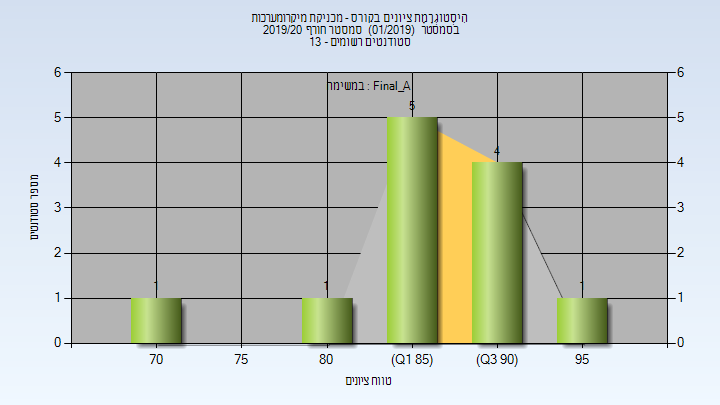 היסטוגרמת ציונים בקורס - מכניקת מיקרומערכות
בסמסטר (01/2019) סמסטר חורף 2019/20
סטודנטים רשומים - 13
במשימה : Final_A
6 6
5 5
4 4
3 3
2 2
1 1
0 0
1 1 5 4 1
מספר סטודנטים
70 75 80 (Q1 85) (Q3 90) 95
טווח ציונים